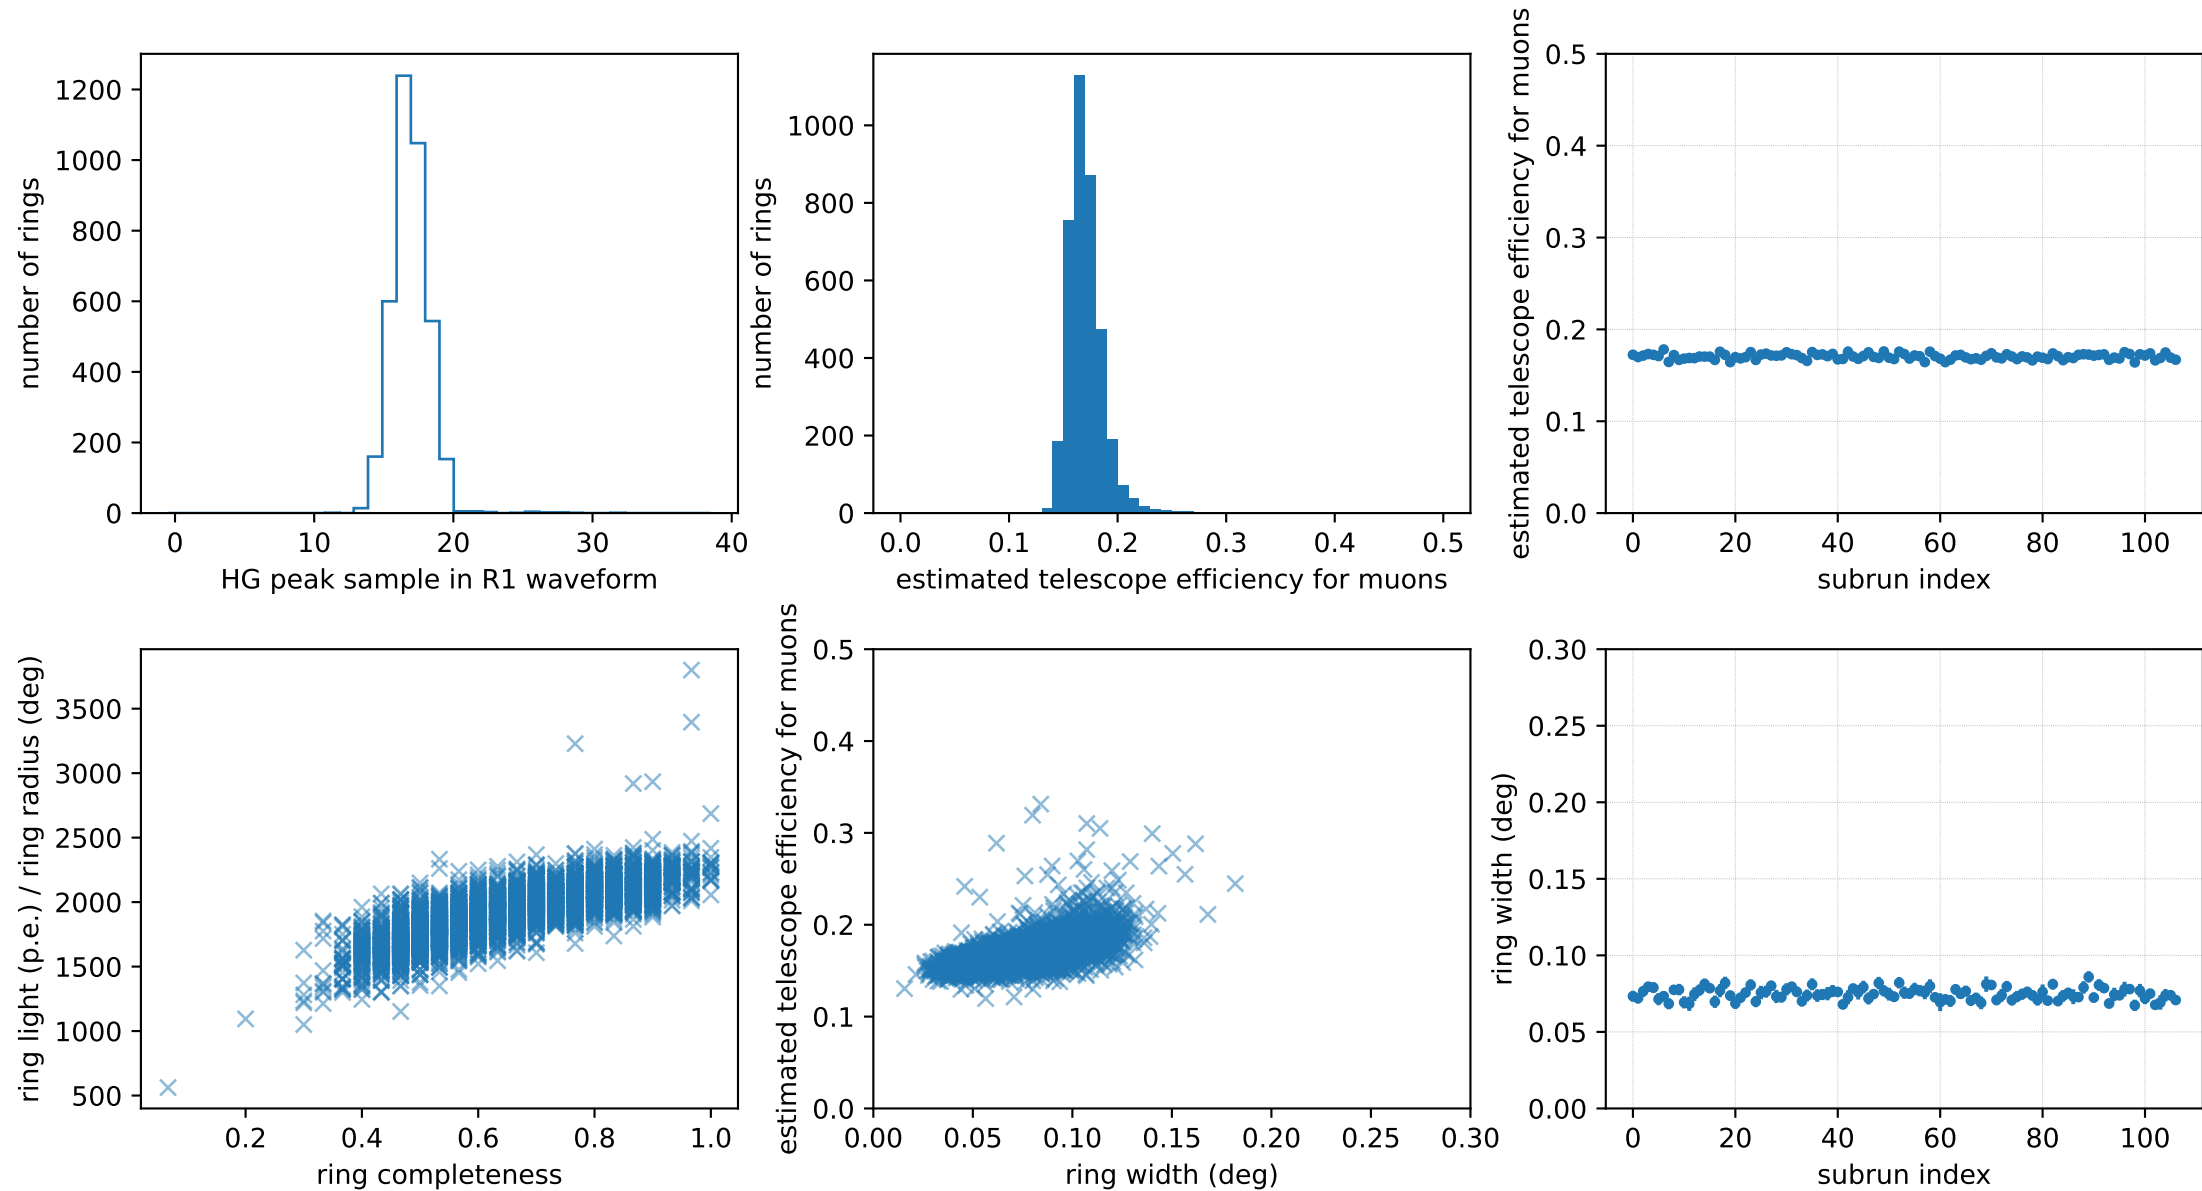 number of rings
1200
1000
800
600
400
200
0
0 10 20 30 40
HG peak sample in R1 waveform
number of rings
1000
800
600
400
200
0
0.0 0.1 0.2 0.3 0.4 0.5
estimated telescope efficiency for muons
estimated telescope efficiency for muons
0.5
0.4
0.3
0.2
0.1
0.0
0 20 40 60 80 100
subrun index
ring light (p.e.) / ring radius (deg)
3500
3000
2500
2000
1500
1000
500
0.2 0.4 0.6 0.8 1.0
ring completeness
estimated telescope efficiency for muons
0.5
0.4
0.3
0.2
0.1
0.0
0.00 0.05 0.10 0.15 0.20 0.25 0.30
ring width (deg)
ring width (deg)
0.30
0.25
0.20
0.15
0.10
0.05
0.00
0 20 40 60 80 100
subrun index